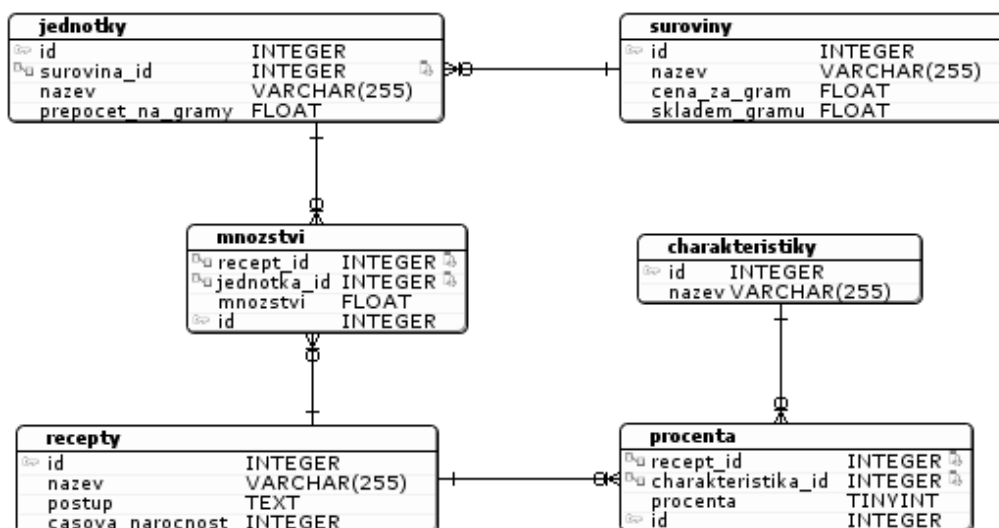 jednotky
id INTEGER
surovina_id INTEGER
nazev VARCHAR(255)
prepocet_na_gramy FLOAT
suroviny
id INTEGER
nazev VARCHAR(255)
cena_za_gram FLOAT
skladem_gramu FLOAT
mnozstvi
recept_id INTEGER
jednotka_id INTEGER
mnozstvi FLOAT
id INTEGER
charakteristiky
id INTEGER
nazev VARCHAR(255)
recepty
id INTEGER
nazev VARCHAR(255)
postup TEXT
casova_narocnost INTEGER
procenta
recept_id INTEGER
charakteristika_id INTEGER
procenta TINYINT
id INTEGER